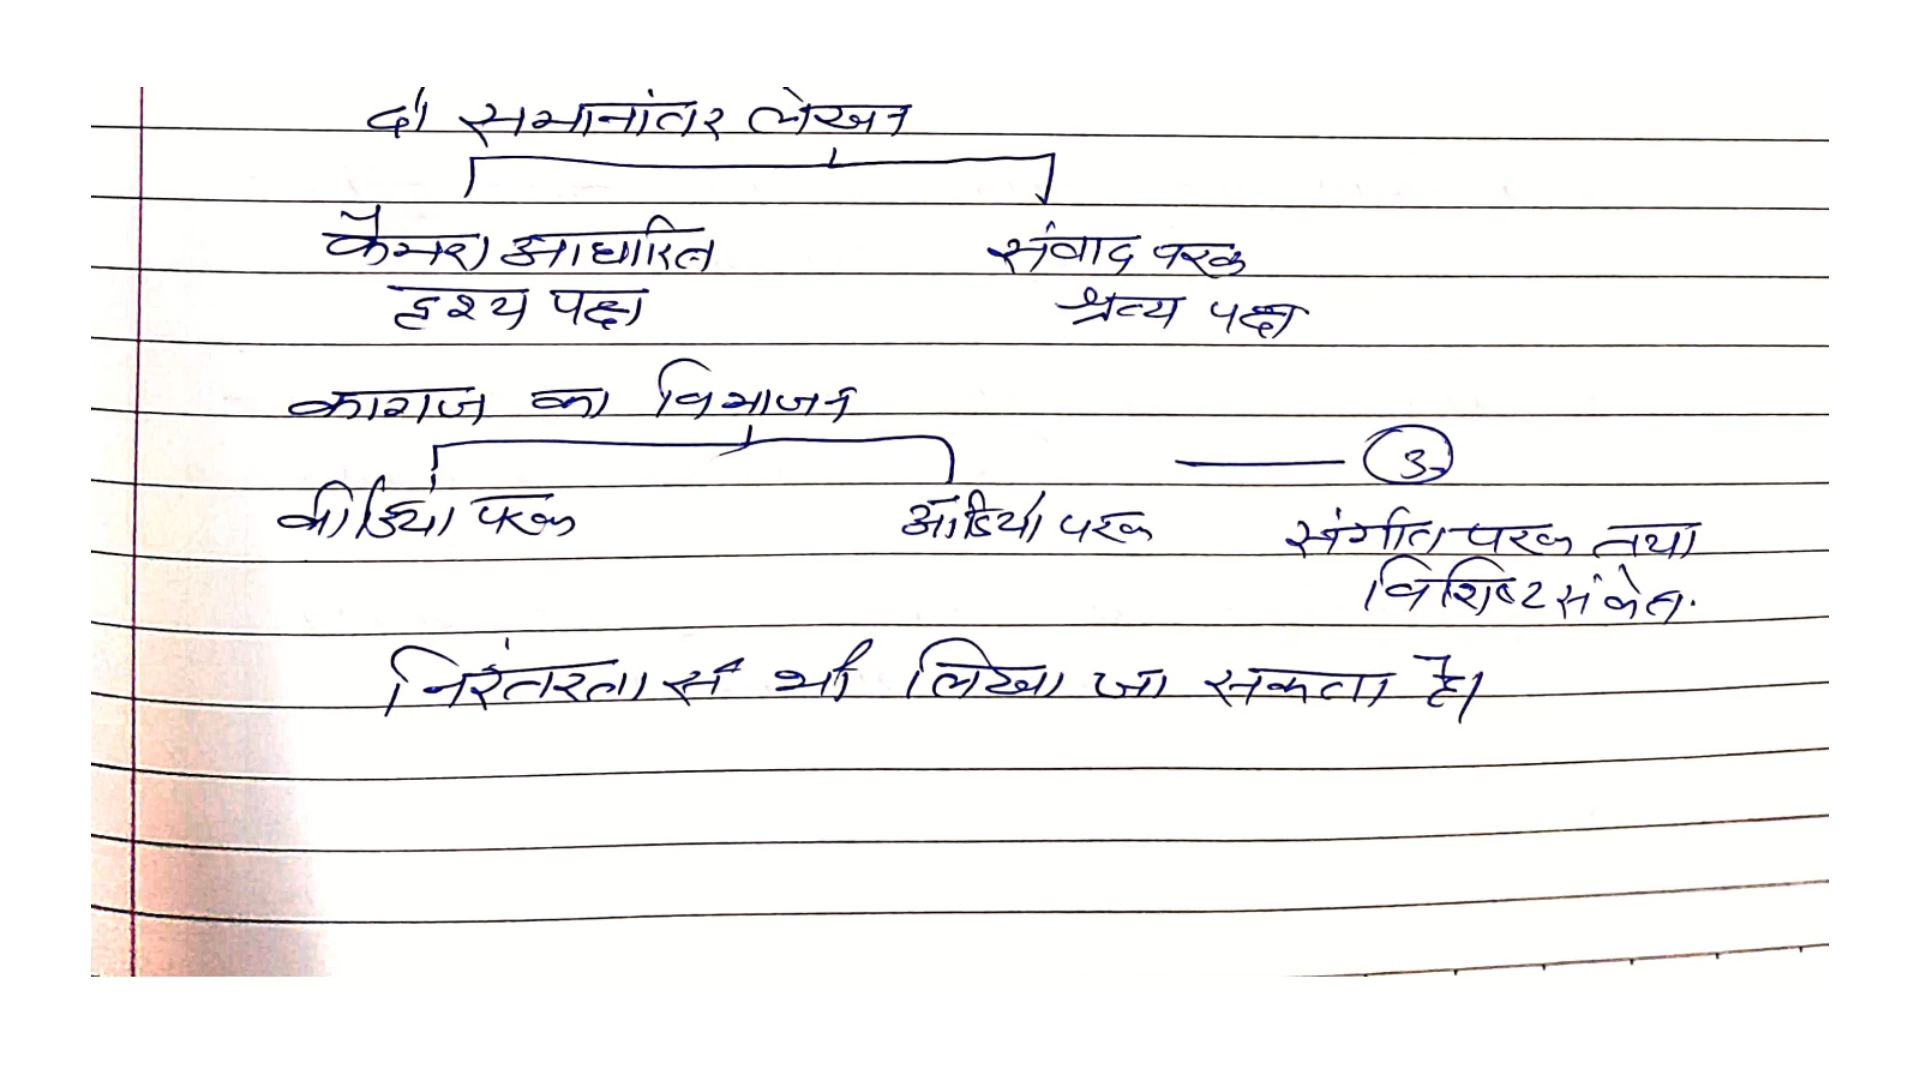 दो समानांतर लेखन
कैमरा आधारित संवाद परक
दृश्य पक्ष श्रव्य पक्ष
कागज का विभाजन
3
वीडियो परक ऑडियो परक संगीत परक तथा
विशिष्ट संकेत.
निरंतरता से भी लिखा जा सकता है।